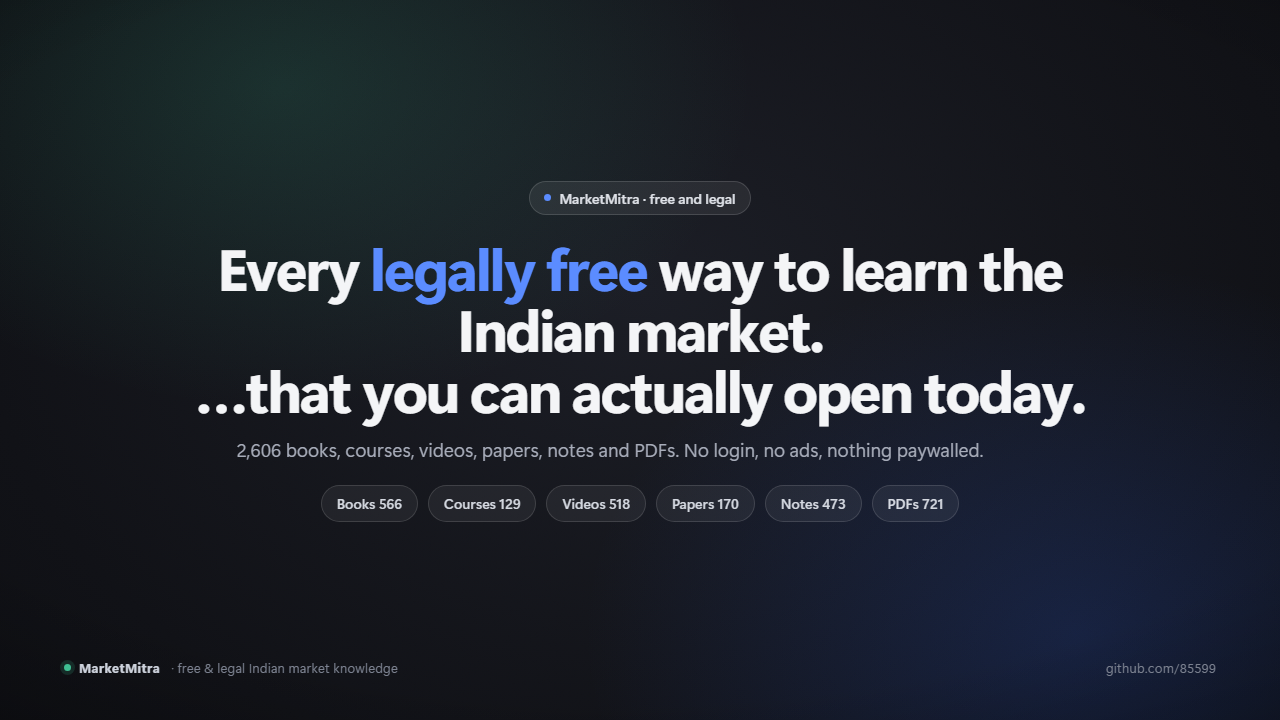 MarketMitra · free and legal
Every legally free way to learn the
Indian market.
…that you can actually open today.
2,606 books, courses, videos, papers, notes and PDFs. No login, no ads, nothing paywalled.
Books 566 Courses 129 Videos 518 Papers 170 Notes 473 PDFs 721
MarketMitra · free & legal Indian market knowledge github.com/85599